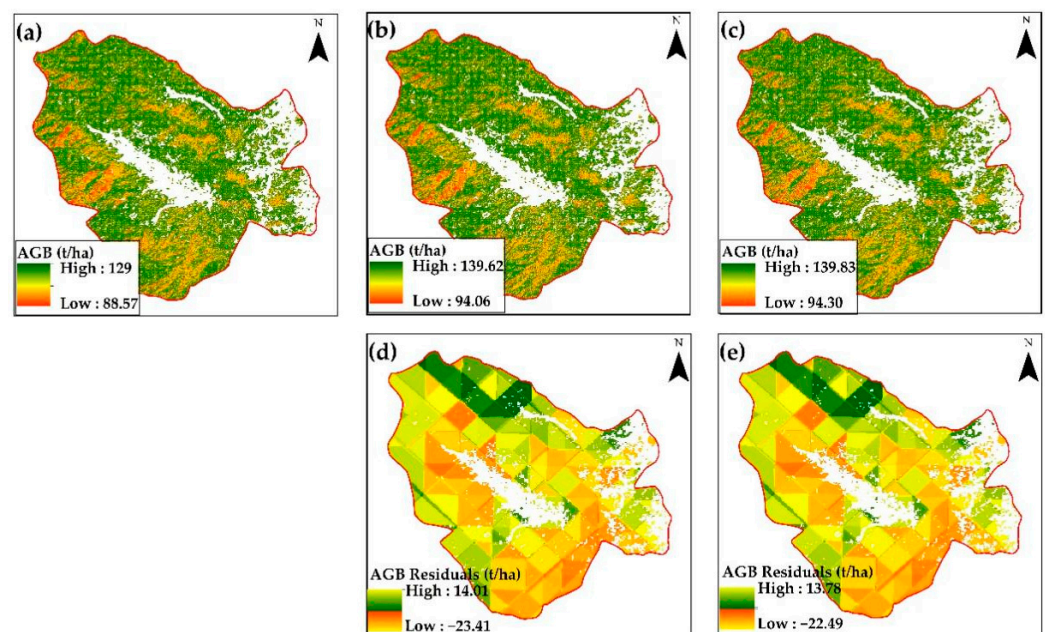 (a)
N
AGB (t/ha)
High : 129
Low : 88.57
(b)
N
AGB (t/ha)
High : 139.62
Low : 94.06
(c)
N
AGB (t/ha)
High : 139.83
Low : 94.30
(d)
N
AGB Residuals (t/ha)
High : 14.01
Low : −23.41
(e)
N
AGB Residuals (t/ha)
High : 13.78
Low : −22.49